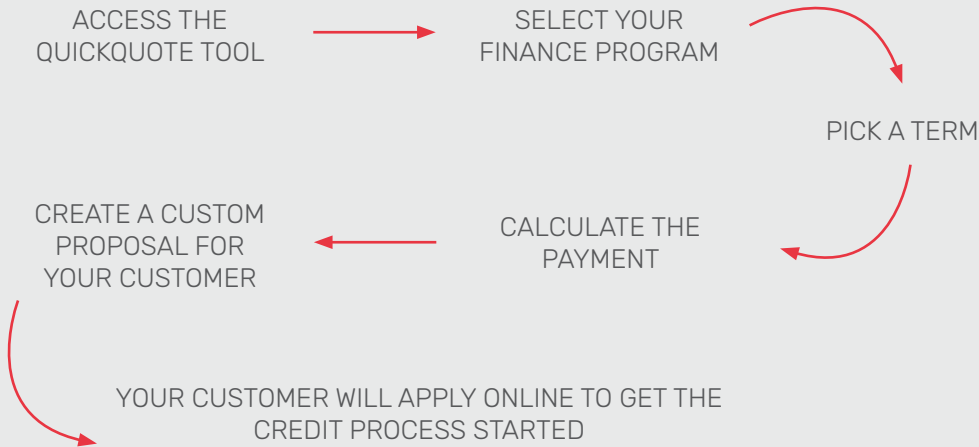 ACCESS THE
QUICKQUOTE TOOL
SELECT YOUR
FINANCE PROGRAM
PICK A TERM
CALCULATE THE
PAYMENT
CREATE A CUSTOM
PROPOSAL FOR
YOUR CUSTOMER
YOUR CUSTOMER WILL APPLY ONLINE TO GET THE
CREDIT PROCESS STARTED